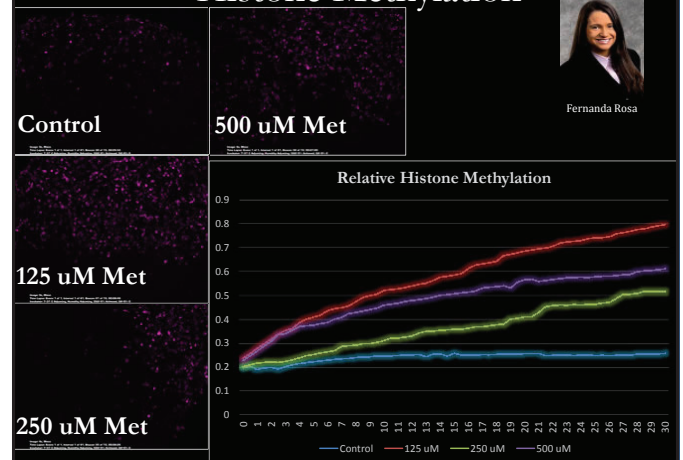 Histone Methylation
Control
500 uM Met
Fernanda Rosa
125 uM Met
250 uM Met
Relative Histone Methylation
0.9
0.8
0.7
0.6
0.5
0.4
0.3
0.2
0.1
0
0 1 2 3 4 5 6 7 8 9 10 11 12 13 14 15 16 17 18 19 20 21 22 23 24 25 26 27 28 29 30
Control 125 uM 250 uM 500 uM